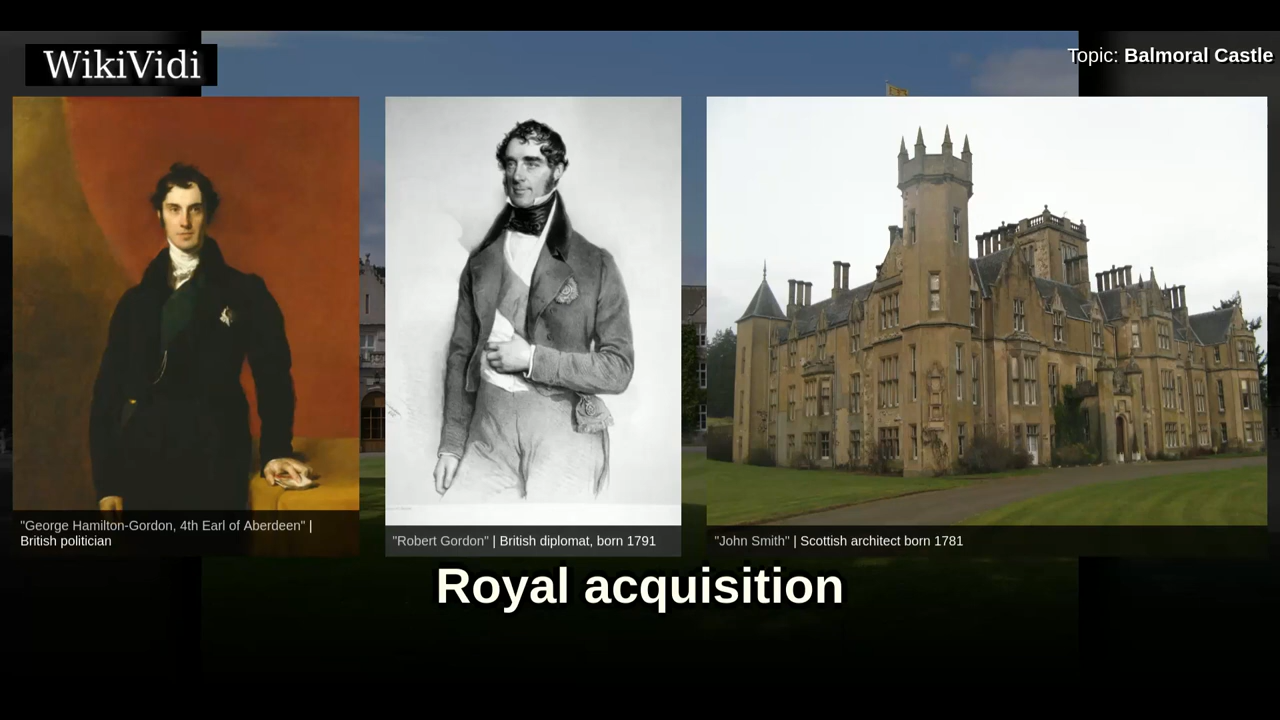 WikiVidi
Topic: Balmoral Castle
"George Hamilton-Gordon, 4th Earl of Aberdeen" |
British politician
"Robert Gordon" | British diplomat, born 1791
"John Smith" | Scottish architect born 1781
Royal acquisition